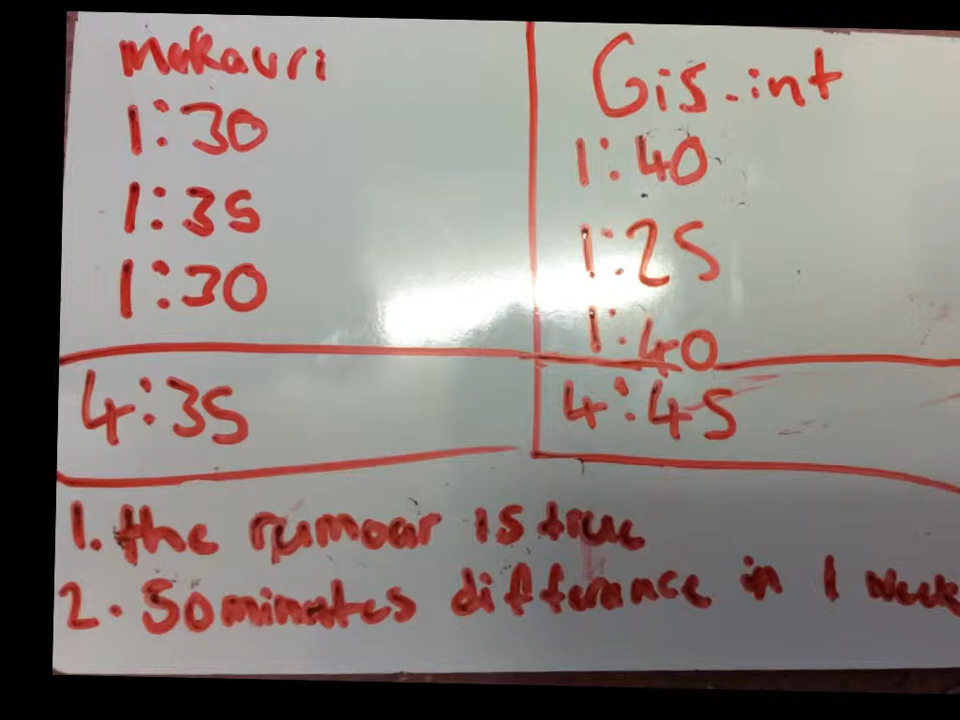 makauri
1:30
1:35
1:30
4:35
Gis.int
1:40
1:25
1:40
4:45
1. the rumour is true
2. 50 minutes difference in 1 week